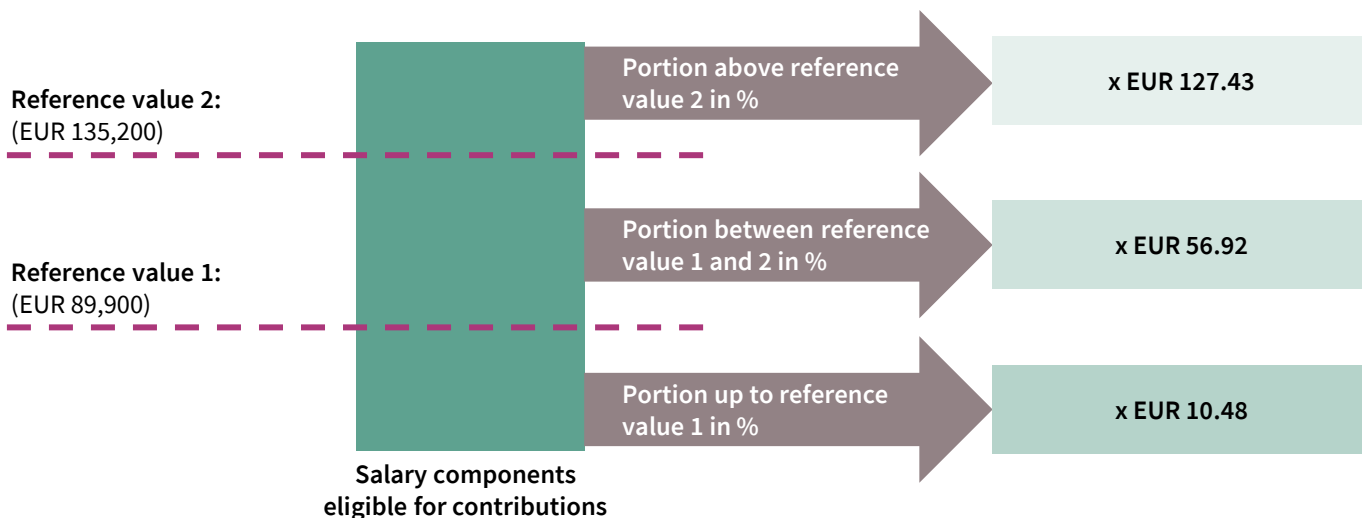 Reference value 2:
(EUR 135,200)
Reference value 1:
(EUR 89,900)
Portion above reference
value 2 in %
x EUR 127.43
Portion between reference
value 1 and 2 in %
x EUR 56.92
Portion up to reference
value 1 in %
x EUR 10.48
Salary components
eligible for contributions